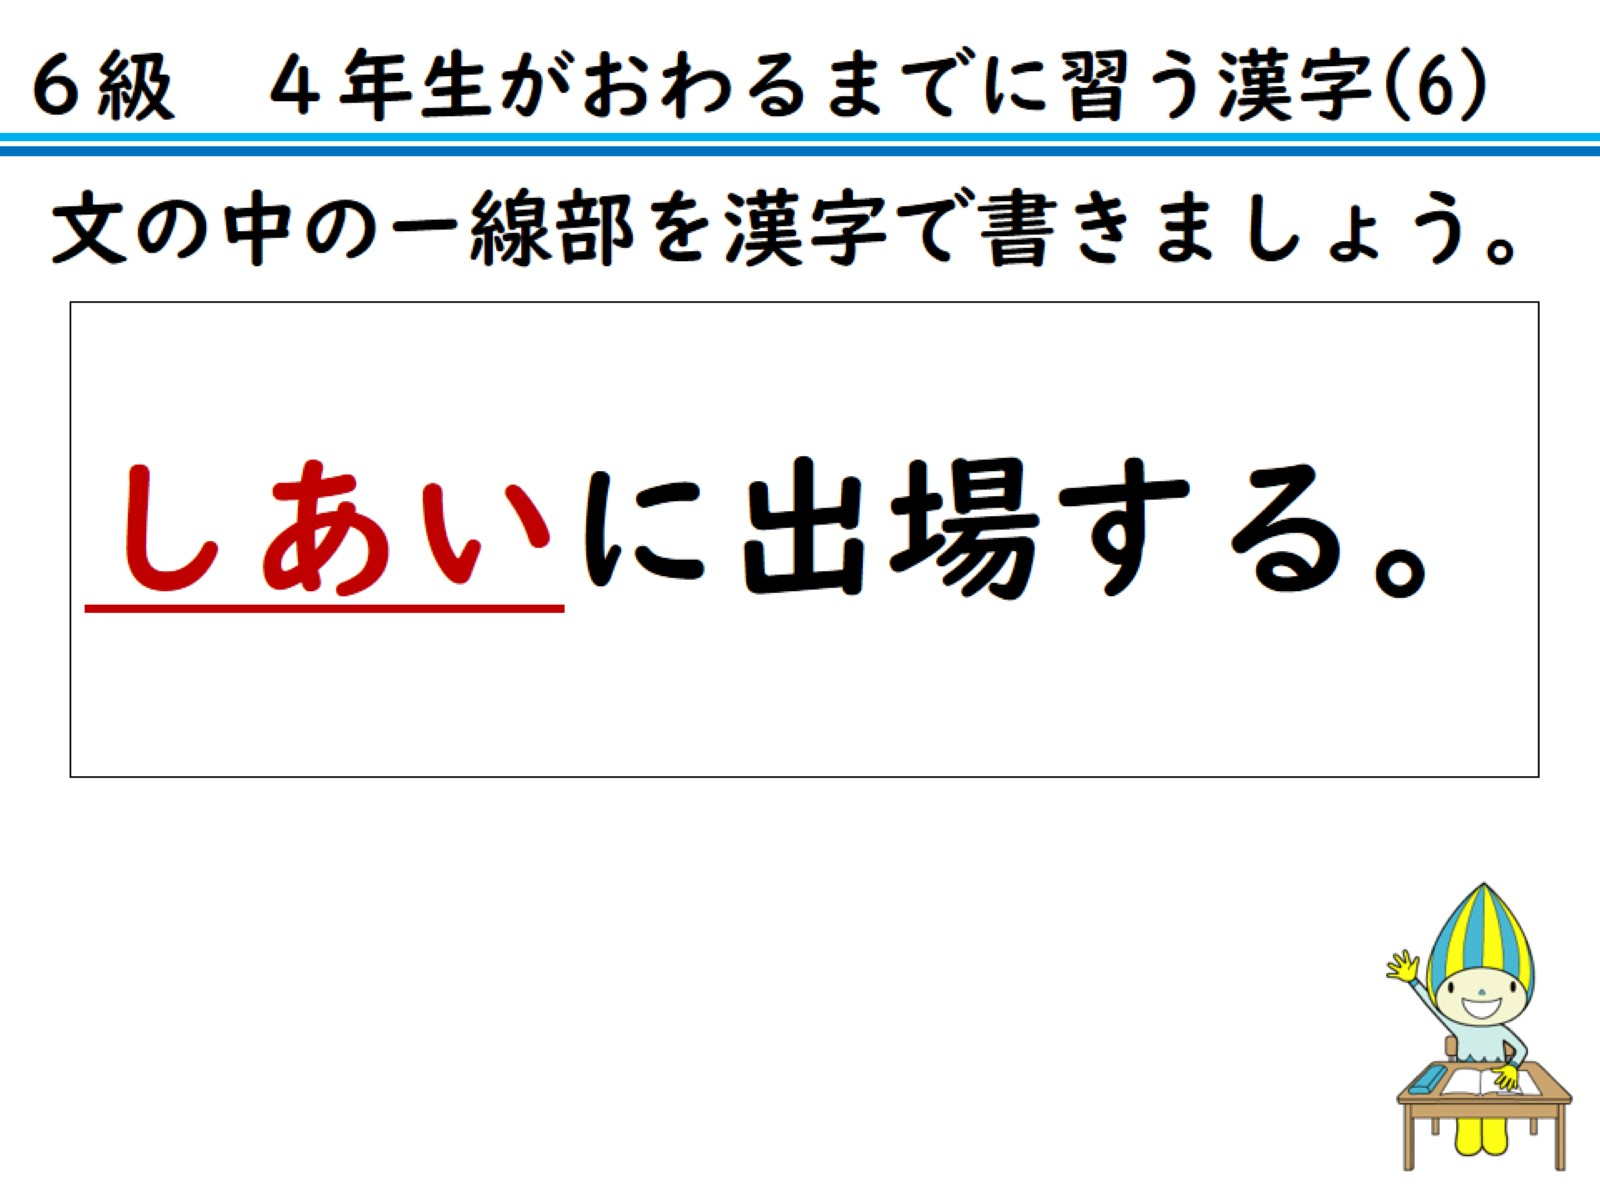 ６級　４年生がおわるまでに習う漢字(6)
文の中の一線部を漢字で書きましょう。
しあいに出場する。